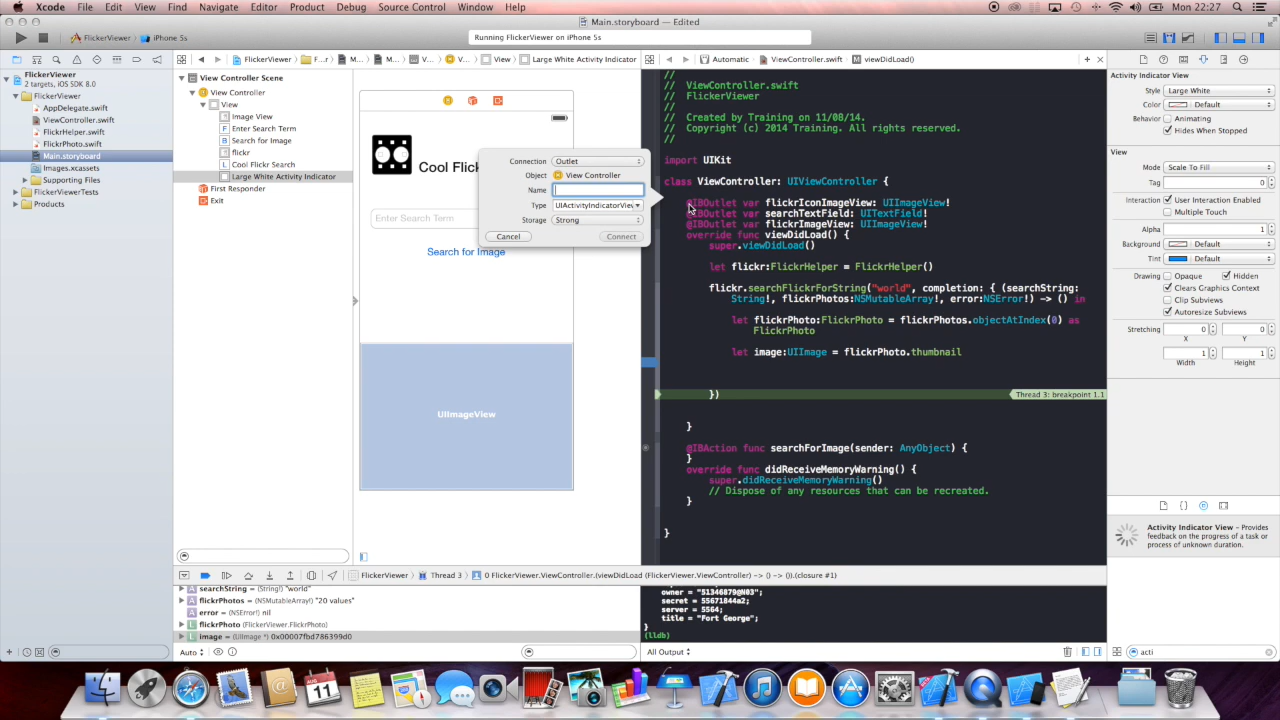 Xcode File Edit View Find Navigate Editor Product Debug Source Control Window Help
Mon 11 Aug 22:27
Main.storyboard — Edited
FlickerViewer iPhone 5s
Running FlickerViewer on iPhone 5s
FlickerViewer F...r M... M... V... V... View Large White Activity Indicator
Automatic ViewController.swift viewDidLoad()
FlickerViewer
2 targets, iOS SDK 8.0
FlickerViewer
AppDelegate.swift
ViewController.swift
FlickrHelper.swift
FlickrPhoto.swift
Main.storyboard
Images.xcassets
Supporting Files
FlickerViewerTests
Products
View Controller Scene
View Controller
View
Image View
F Enter Search Term
B Search for Image
flickr
L Cool Flickr Search
Large White Activity Indicator
First Responder
Exit
Cool Flick
Enter Search Term
Search for Image
UIImageView
Connection Outlet
Object View Controller
Name
Type UIActivityIndicatorView
Storage Strong
Cancel Connect
//
// ViewController.swift
// FlickerViewer
//
// Created by Training on 11/08/14.
// Copyright (c) 2014 Training. All rights reserved.
//
import UIKit
class ViewController: UIViewController {
@IBOutlet var flickrIconImageView: UIImageView!
@IBOutlet var searchTextField: UITextField!
@IBOutlet var flickrImageView: UIImageView!
override func viewDidLoad() {
super.viewDidLoad()
let flickr:FlickrHelper = FlickrHelper()
flickr.searchFlickrForString("world", completion: { (searchString:
String!, flickrPhotos:NSMutableArray!, error:NSError!) -> () in
let flickrPhoto:FlickrPhoto = flickrPhotos.objectAtIndex(0) as
FlickrPhoto
let image:UIImage = flickrPhoto.thumbnail
})
Thread 3: breakpoint 1.1
}
@IBAction func searchForImage(sender: AnyObject) {
}
override func didReceiveMemoryWarning() {
super.didReceiveMemoryWarning()
// Dispose of any resources that can be recreated.
}
}
Activity Indicator View
Style Large White
Color Default
Behavior Animating
Hides When Stopped
View
Mode Scale To Fill
Tag 0
Interaction User Interaction Enabled
Multiple Touch
Alpha 1
Background Default
Tint Default
Drawing Opaque Hidden
Clears Graphics Context
Clip Subviews
Autoresize Subviews
Stretching 0 0
X Y
1 1
Width Height
Activity Indicator View - Provides
feedback on the progress of a task or
process of unknown duration.
FlickerViewer Thread 3 0 FlickerViewer.ViewController.(viewDidLoad (FlickerViewer.ViewController) -> () -> ()).(closure #1)
A searchString = (String!) "world"
A flickrPhotos = (NSMutableArray!) "20 values"
A error = (NSError!) nil
L flickrPhoto (FlickerViewer.FlickrPhoto)
L image = (UIImage *) 0x00007fbd786399d0
owner = "51346879@N03";
secret = 55671844a2;
server = 5564;
title = "Fort George";
}
(lldb)
Auto
All Output
acti
AUG
11